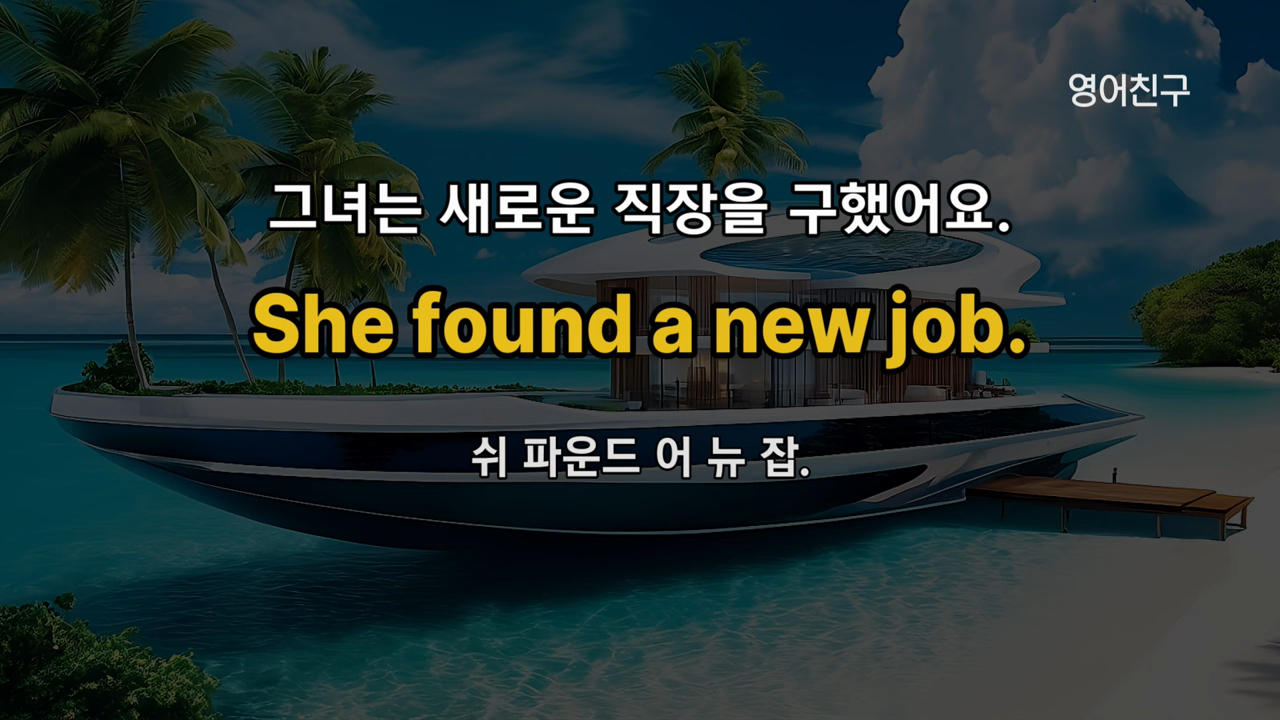 영어친구
그녀는 새로운 직장을 구했어요.
She found a new job.
쉬 파운드 어 뉴 잡.